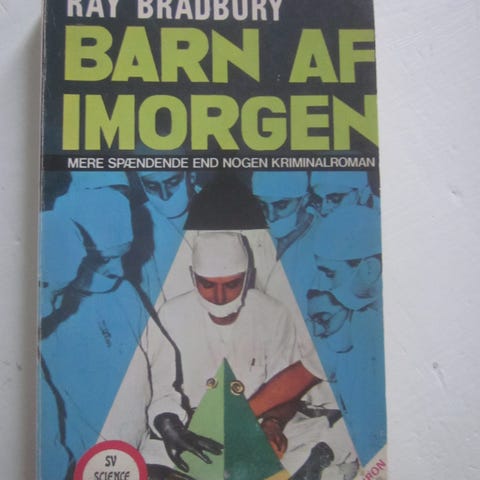 RAY BRADBURY
BARN AF
IMORGEN
MERE SPÆNDENDE END NOGEN KRIMINALROMAN
SV
SCIENCE